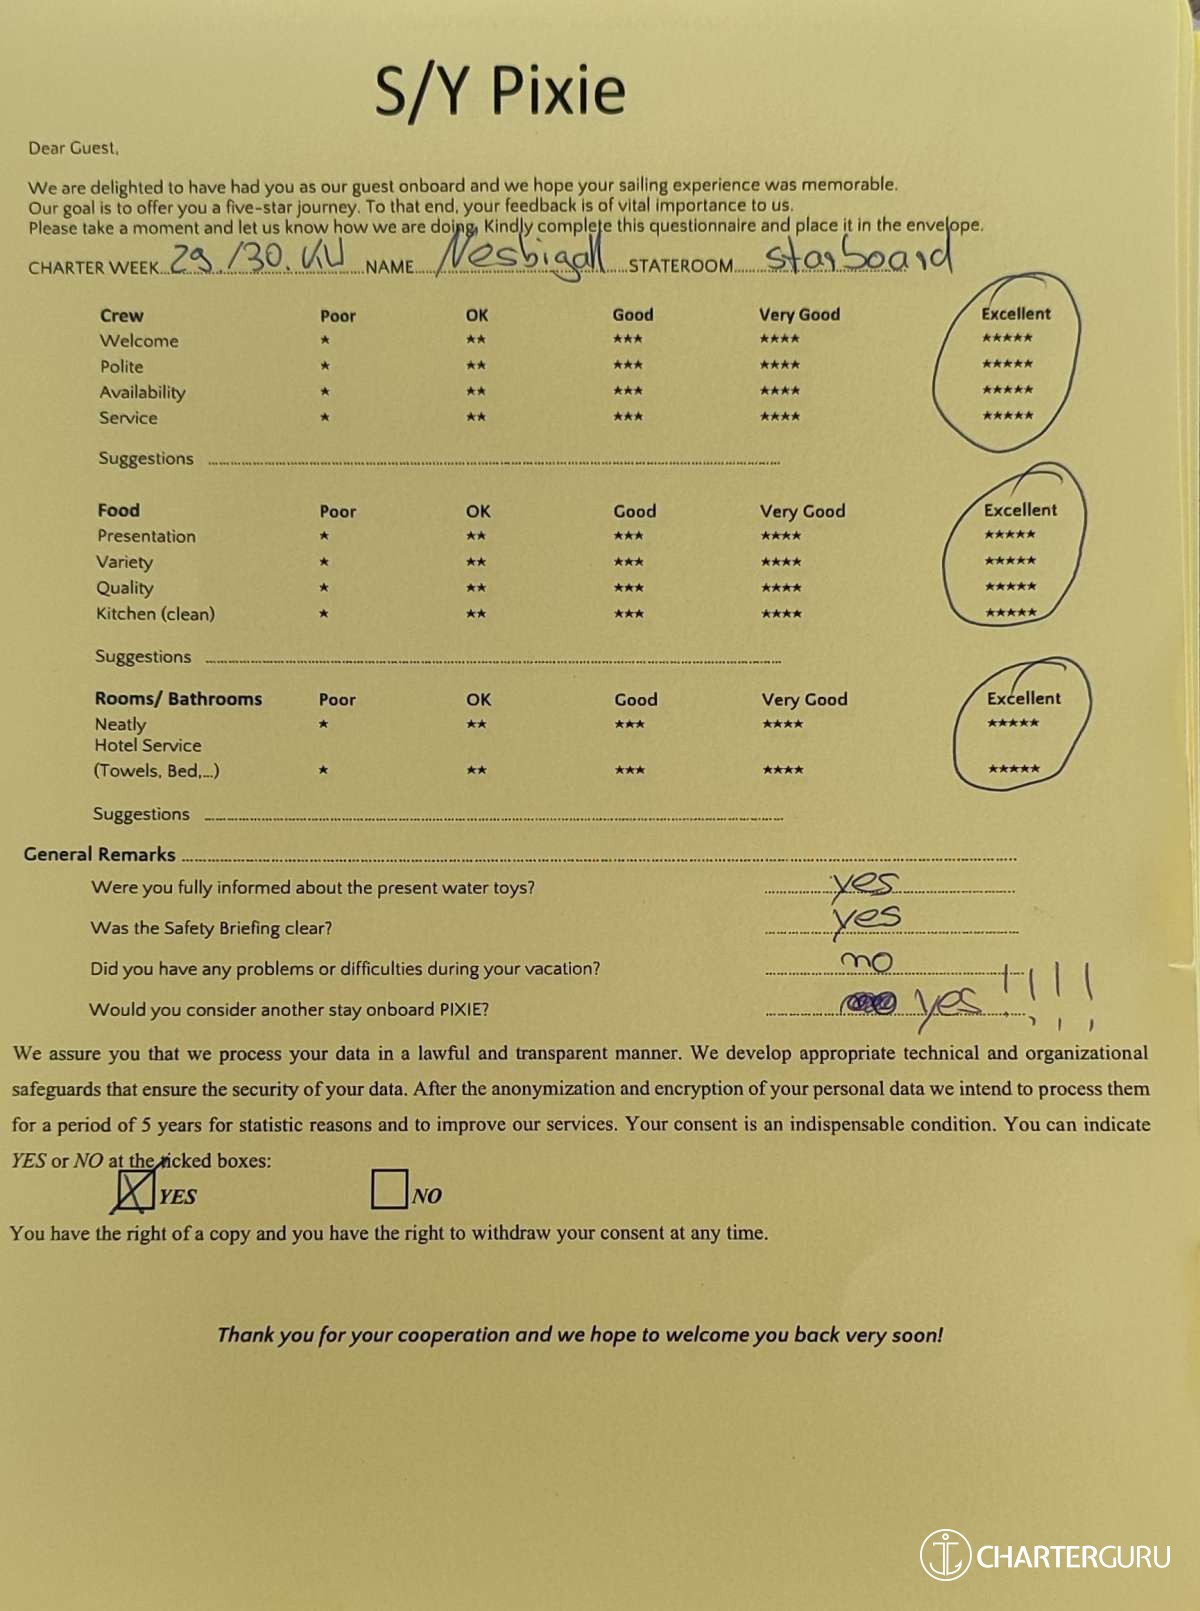 S/Y Pixie
Dear Guest,
We are delighted to have had you as our guest onboard and we hope your sailing experience was memorable.
Our goal is to offer you a five-star journey. To that end, your feedback is of vital importance to us.
Please take a moment and let us know how we are doing, Kindly complete this questionnaire and place it in the envelope.
CHARTER WEEK 29./30. KW NAME Nesbigall STATEROOM starboard
Crew Poor OK Good Very Good Excellent
Welcome ★ ★★ ★★★ ★★★★ ★★★★★
Polite ★ ★★ ★★★ ★★★★ ★★★★★
Availability ★ ★★ ★★★ ★★★★ ★★★★★
Service ★ ★★ ★★★ ★★★★ ★★★★★
Suggestions
Food Poor OK Good Very Good Excellent
Presentation ★ ★★ ★★★ ★★★★ ★★★★★
Variety ★ ★★ ★★★ ★★★★ ★★★★★
Quality ★ ★★ ★★★ ★★★★ ★★★★★
Kitchen (clean) ★ ★★ ★★★ ★★★★ ★★★★★
Suggestions
Rooms/ Bathrooms Poor OK Good Very Good Excellent
Neatly ★ ★★ ★★★ ★★★★ ★★★★★
Hotel Service
(Towels, Bed,...) ★ ★★ ★★★ ★★★★ ★★★★★
Suggestions
General Remarks
Were you fully informed about the present water toys? yes
Was the Safety Briefing clear? yes
Did you have any problems or difficulties during your vacation? no
Would you consider another stay onboard PIXIE? yes !!!!
We assure you that we process your data in a lawful and transparent manner. We develop appropriate technical and organizational
safeguards that ensure the security of your data. After the anonymization and encryption of your personal data we intend to process them
for a period of 5 years for statistic reasons and to improve our services. Your consent is an indispensable condition. You can indicate
YES or NO at the ticked boxes:
X YES NO
You have the right of a copy and you have the right to withdraw your consent at any time.
Thank you for your cooperation and we hope to welcome you back very soon!
CHARTERGURU